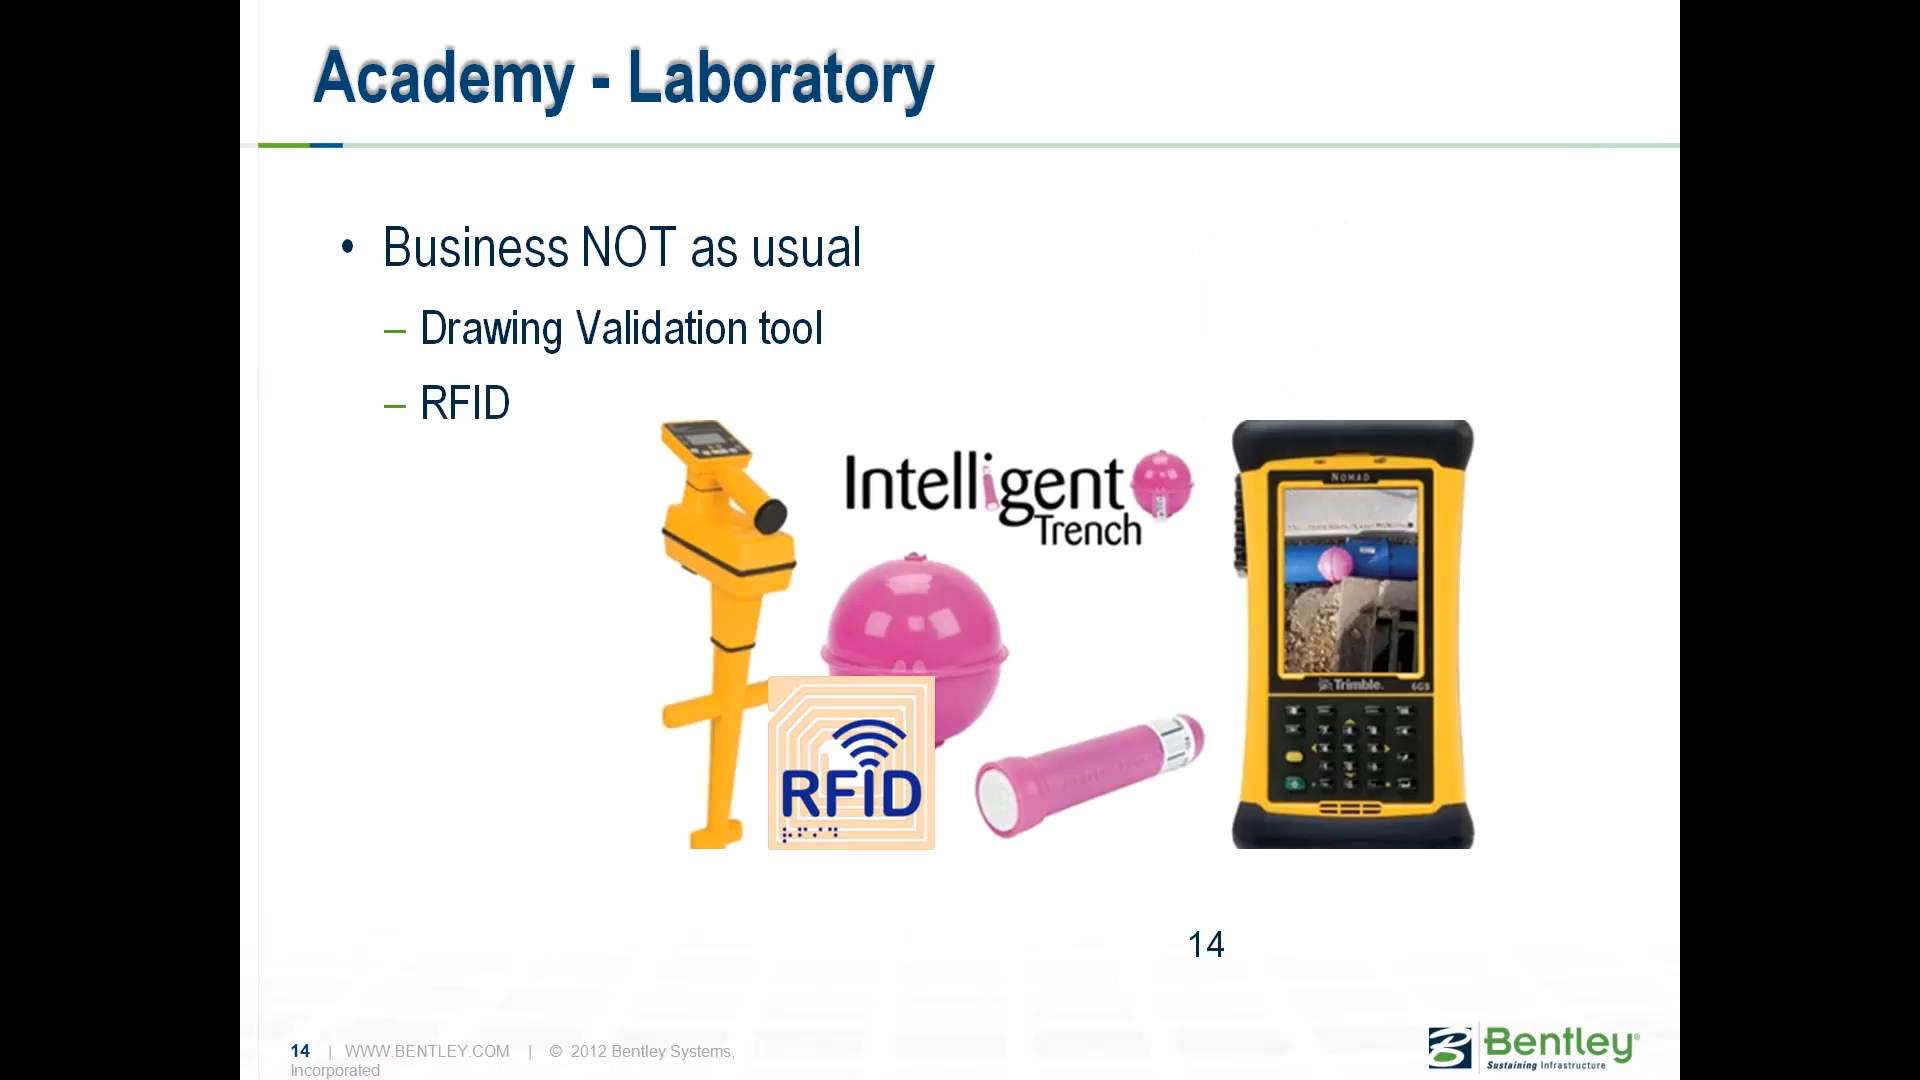 Academy - Laboratory
• Business NOT as usual
– Drawing Validation tool
– RFID
Intelligent
Trench
NOMAD
Trimble.
6GB
RFID
14
14 | WWW.BENTLEY.COM | © 2012 Bentley Systems,
Incorporated
Bentley®
Sustaining Infrastructure